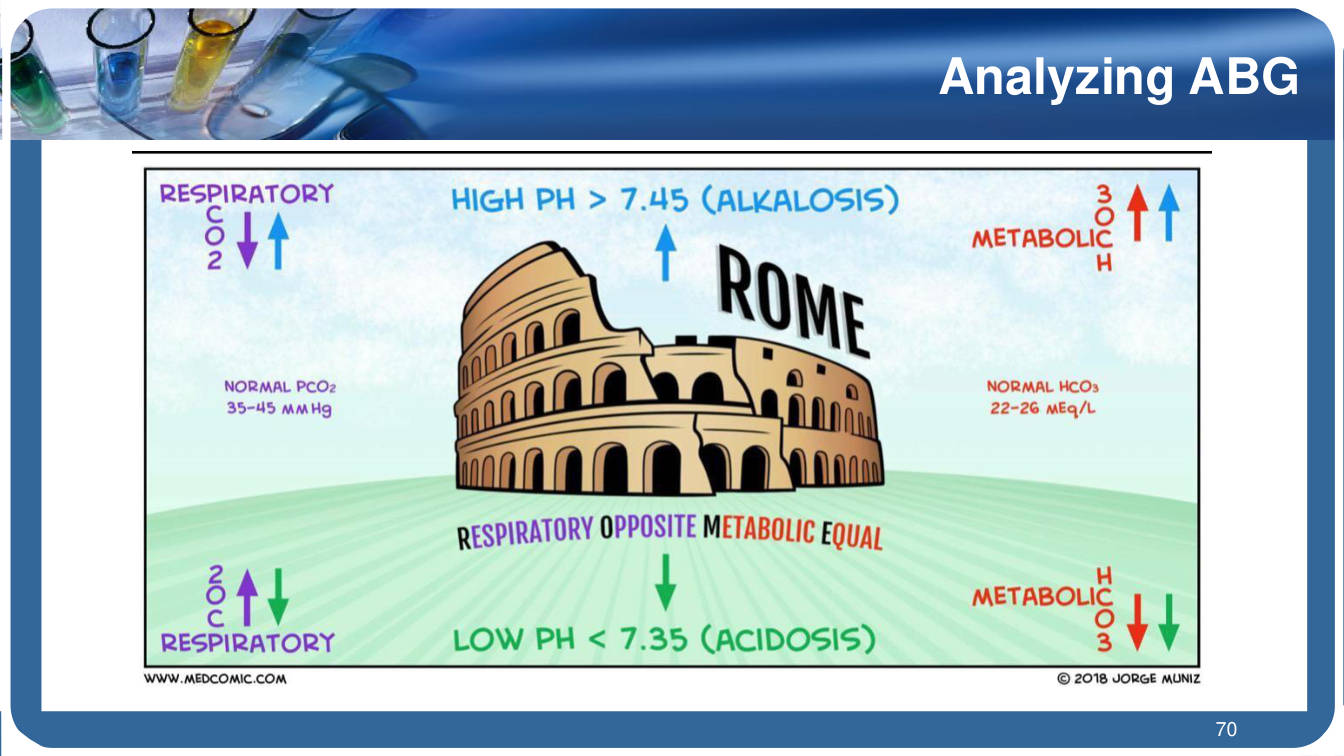 Analyzing ABG
RESPIRATORY
CO2
HIGH PH > 7.45 (ALKALOSIS)
3OCH
METABOLIC
ROME
NORMAL PCO₂
35-45 MMHg
NORMAL HCO₃
22-26 MEq/L
RESPIRATORY OPPOSITE METABOLIC EQUAL
2OC
RESPIRATORY
LOW PH < 7.35 (ACIDOSIS)
METABOLIC
HCO3
WWW.MEDCOMIC.COM
© 2018 JORGE MUNIZ
70